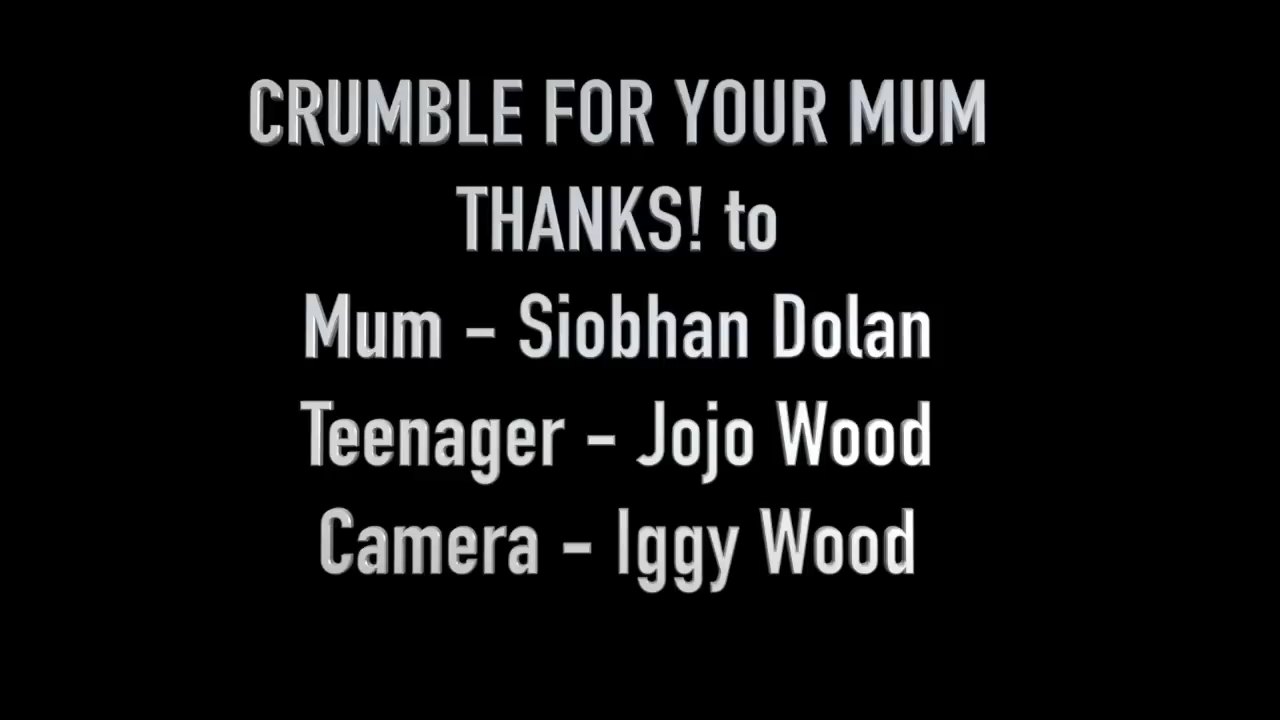 CRUMBLE FOR YOUR MUM
THANKS! to
Mum – Siobhan Dolan
Teenager – Jojo Wood
Camera – Iggy Wood